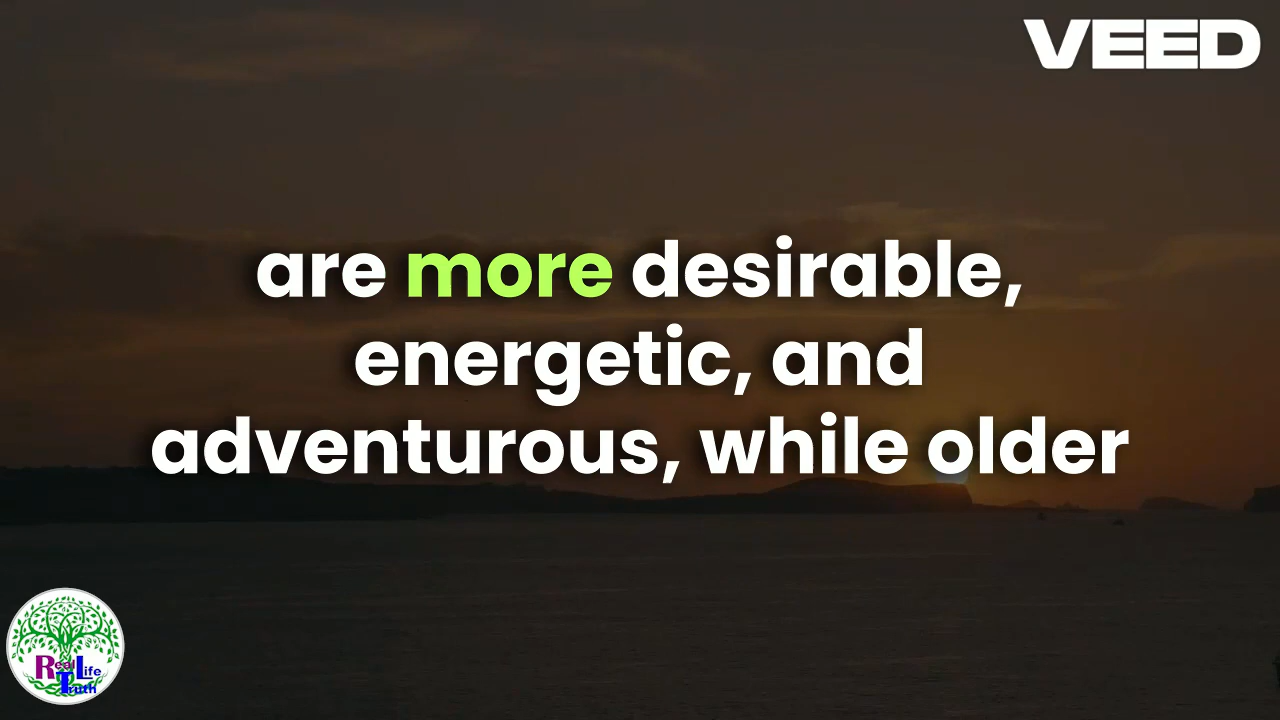 VEED
are more desirable,
energetic, and
adventurous, while older
Real Life
Truth